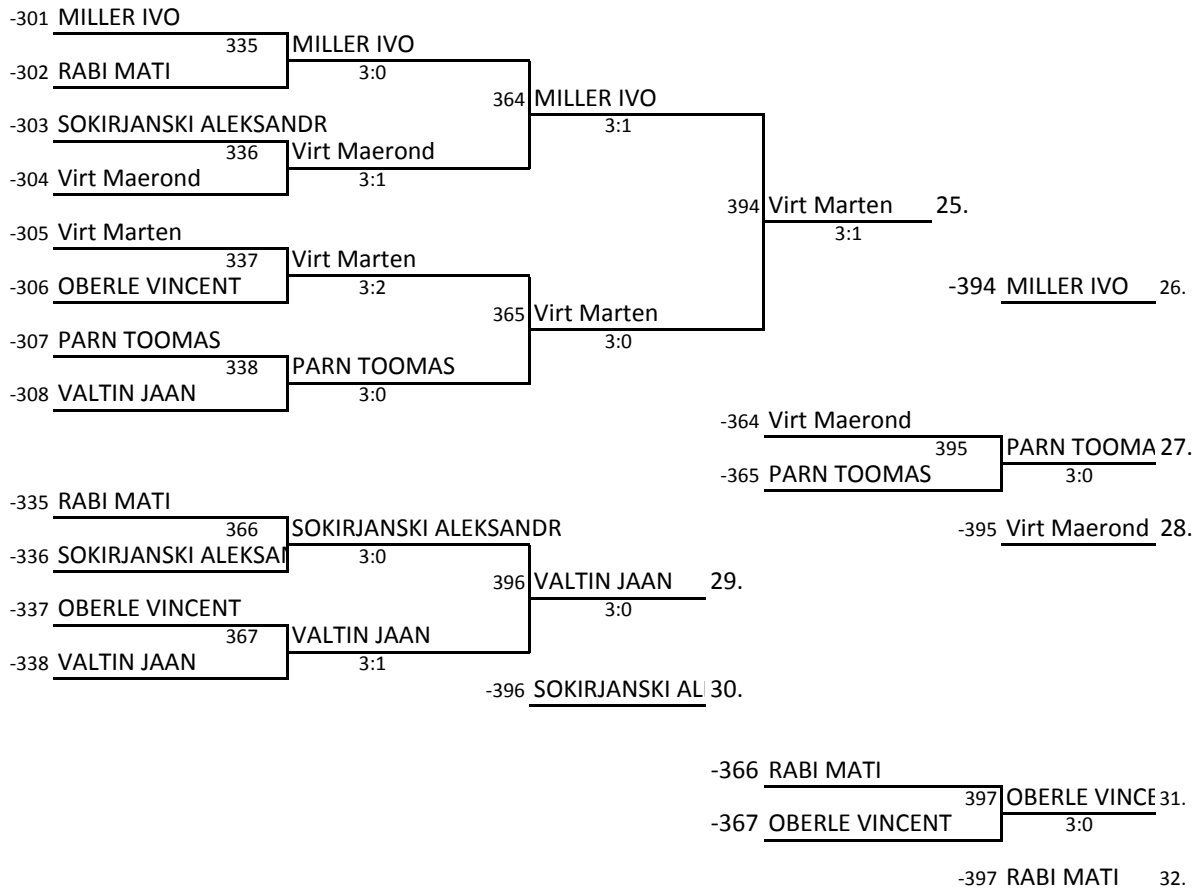 -301 MILLER IVO
335 MILLER IVO
-302 RABI MATI 3:0
364 MILLER IVO
-303 SOKIRJANSKI ALEKSANDR 3:1
336 Virt Maerond
-304 Virt Maerond 3:1
394 Virt Marten 25.
-305 Virt Marten 3:1
337 Virt Marten
-306 OBERLE VINCENT 3:2 -394 MILLER IVO 26.
365 Virt Marten
-307 PARN TOOMAS 3:0
338 PARN TOOMAS
-308 VALTIN JAAN 3:0
-364 Virt Maerond
395 PARN TOOMA 27.
-365 PARN TOOMAS 3:0
-335 RABI MATI
366 SOKIRJANSKI ALEKSANDR -395 Virt Maerond 28.
-336 SOKIRJANSKI ALEKSAN 3:0
396 VALTIN JAAN 29.
-337 OBERLE VINCENT 3:0
367 VALTIN JAAN
-338 VALTIN JAAN 3:1
-396 SOKIRJANSKI AL 30.
-366 RABI MATI
397 OBERLE VINCE 31.
-367 OBERLE VINCENT 3:0
-397 RABI MATI 32.